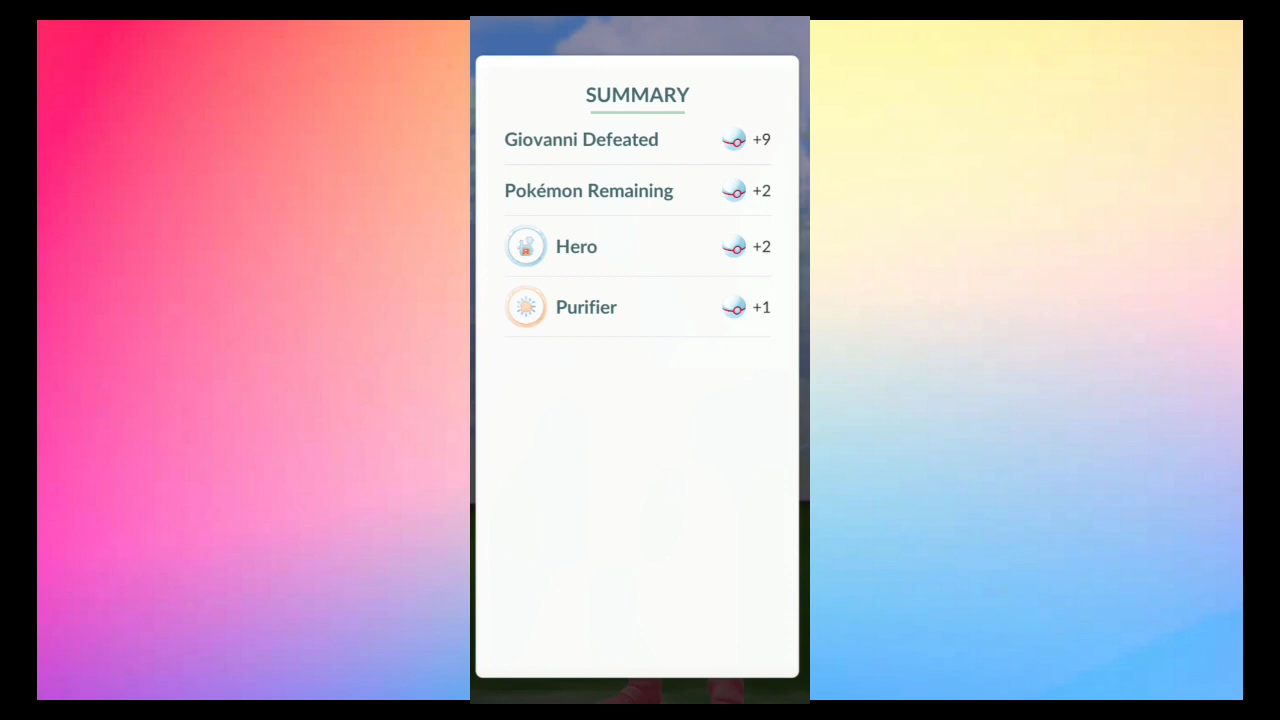 SUMMARY
Giovanni Defeated +9
Pokémon Remaining +2
R Hero +2
Purifier +1